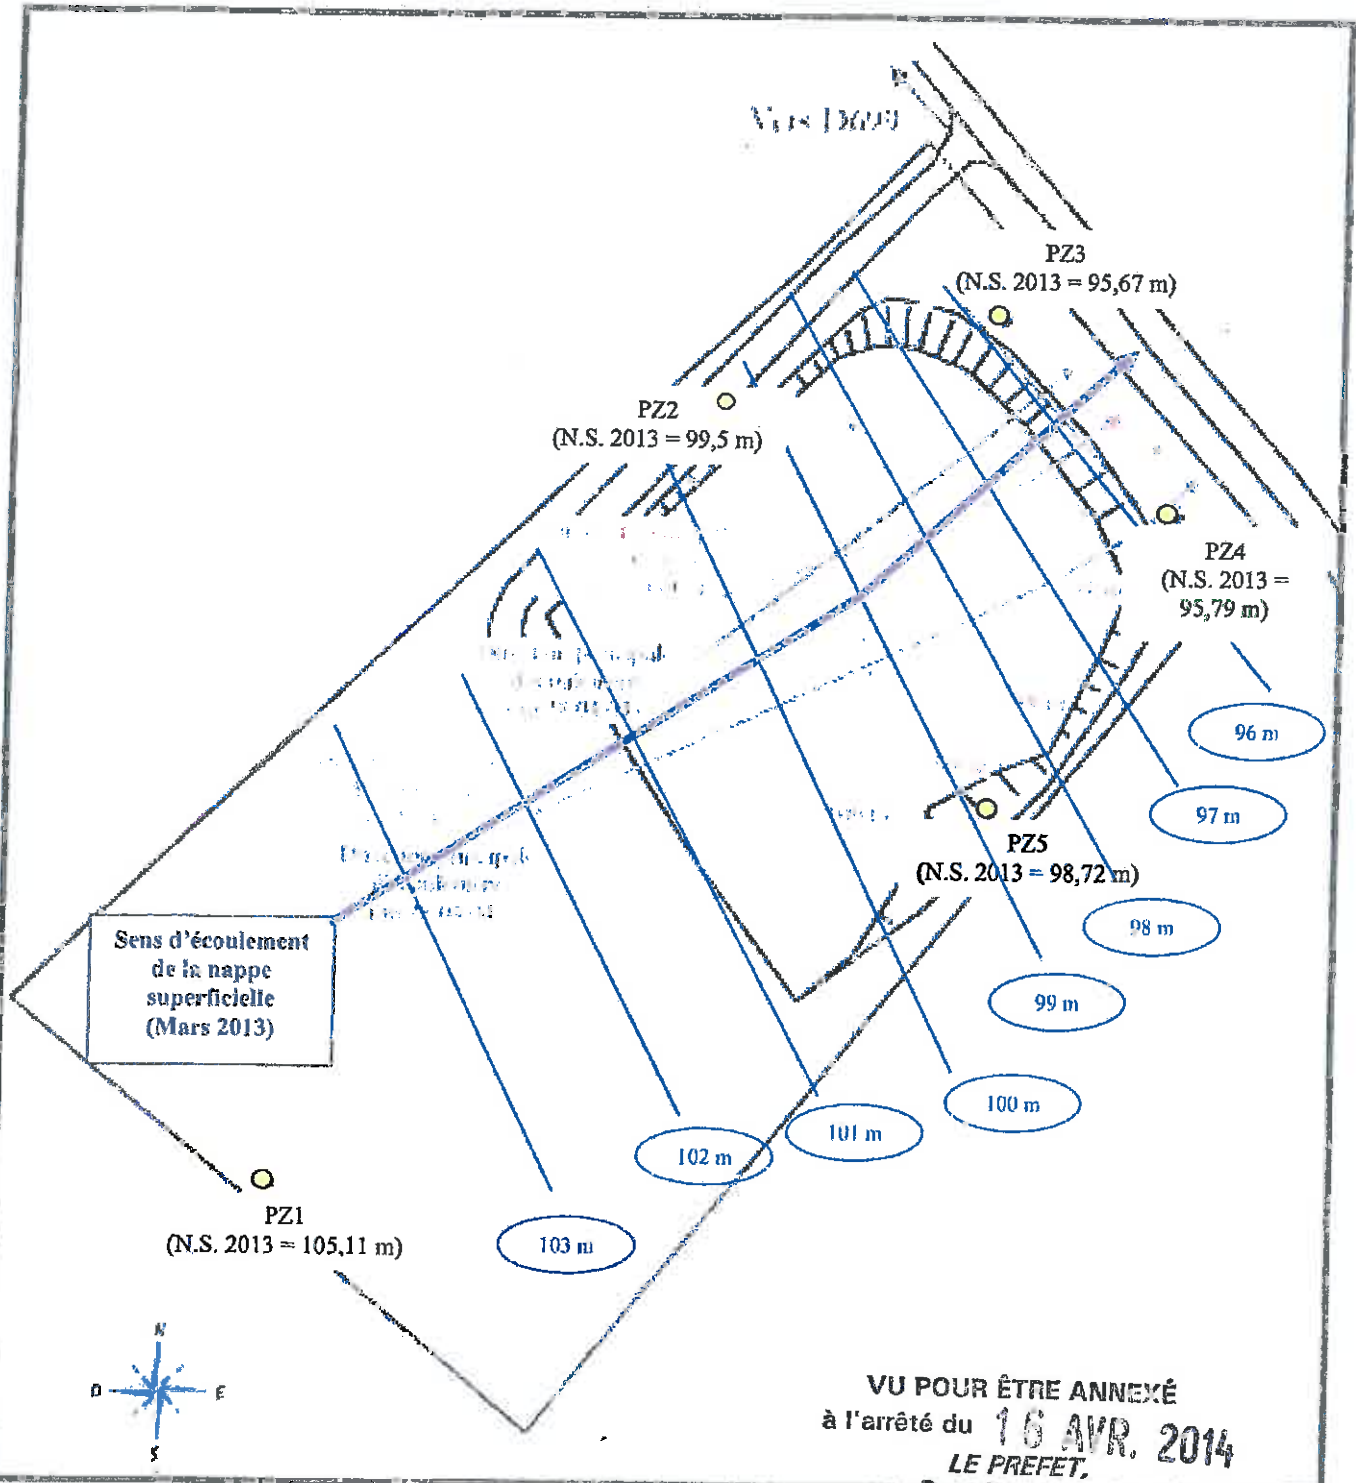 PZ3
(N.S. 2013 = 95,67 m)
PZ2
(N.S. 2013 = 99,5 m)
PZ4
(N.S. 2013 =
95,79 m)
96 m
97 m
PZ5
(N.S. 2013 = 98,72 m)
98 m
Sens d'écoulement
de la nappe
superficielle
(Mars 2013)
99 m
100 m
101 m
102 m
PZ1
(N.S. 2013 = 105,11 m)
103 m
N
O
E
S
VU POUR ÊTRE ANNEXÉ
à l'arrêté du 16 AVR. 2014
LE PREFET,